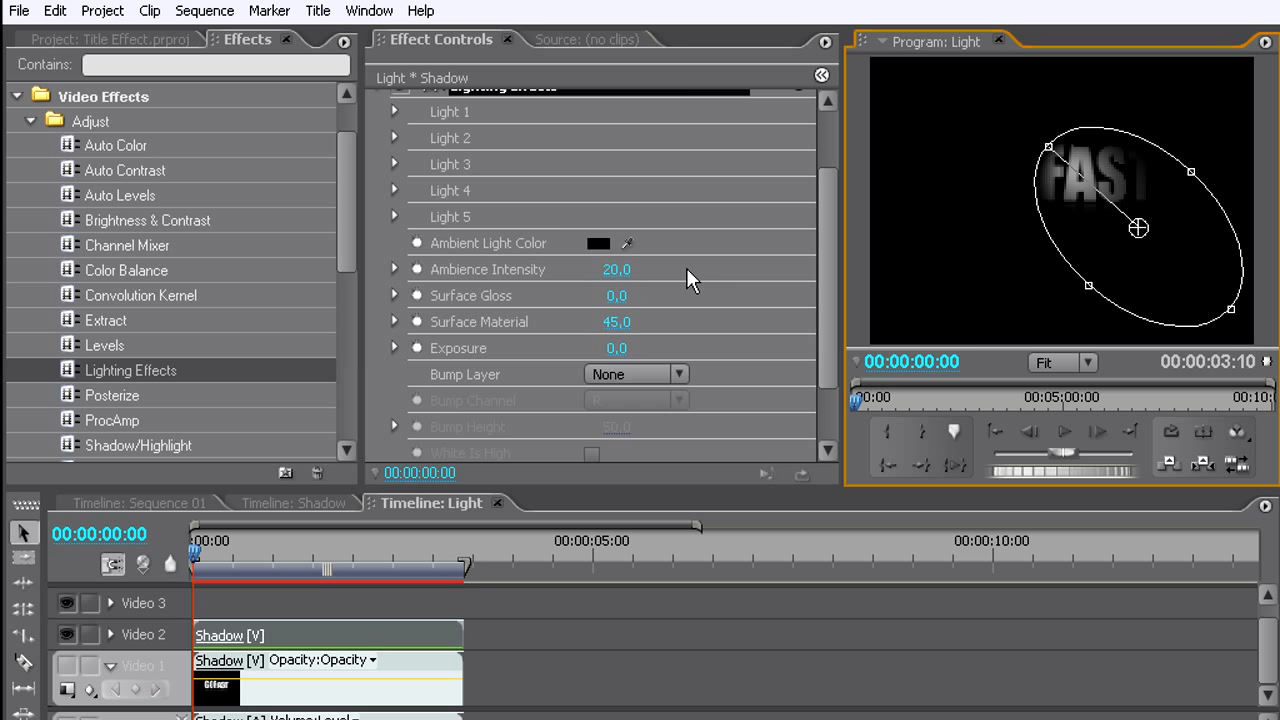 File Edit Project Clip Sequence Marker Title Window Help
Project: Title Effect.prproj Effects
Contains:
Video Effects
Adjust
Auto Color
Auto Contrast
Auto Levels
Brightness & Contrast
Channel Mixer
Color Balance
Convolution Kernel
Extract
Levels
Lighting Effects
Posterize
ProcAmp
Shadow/Highlight
Effect Controls Source: (no clips)
Light * Shadow
Lighting Effects
Light 1
Light 2
Light 3
Light 4
Light 5
Ambient Light Color
Ambience Intensity 20,0
Surface Gloss 0,0
Surface Material 45,0
Exposure 0,0
Bump Layer None
Bump Channel R
Bump Height 50,0
White Is High
00:00:00:00
Program: Light
FAST
00:00:00:00 Fit 00:00:03:10
00:00 00:05:00:00 00:10:
Timeline: Sequence 01 Timeline: Shadow Timeline: Light
00:00:00:00 :00:00 00:00:05:00 00:00:10:00
Video 3
Video 2 Shadow [V]
Video 1 Shadow [V] Opacity:Opacity
Shadow [A] Volume:Level